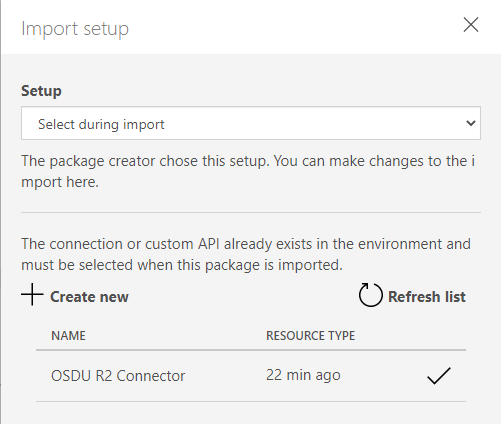 Import setup
Setup
Select during import
The package creator chose this setup. You can make changes to the i
mport here.
The connection or custom API already exists in the environment and
must be selected when this package is imported.
Create new Refresh list
NAME RESOURCE TYPE
OSDU R2 Connector 22 min ago